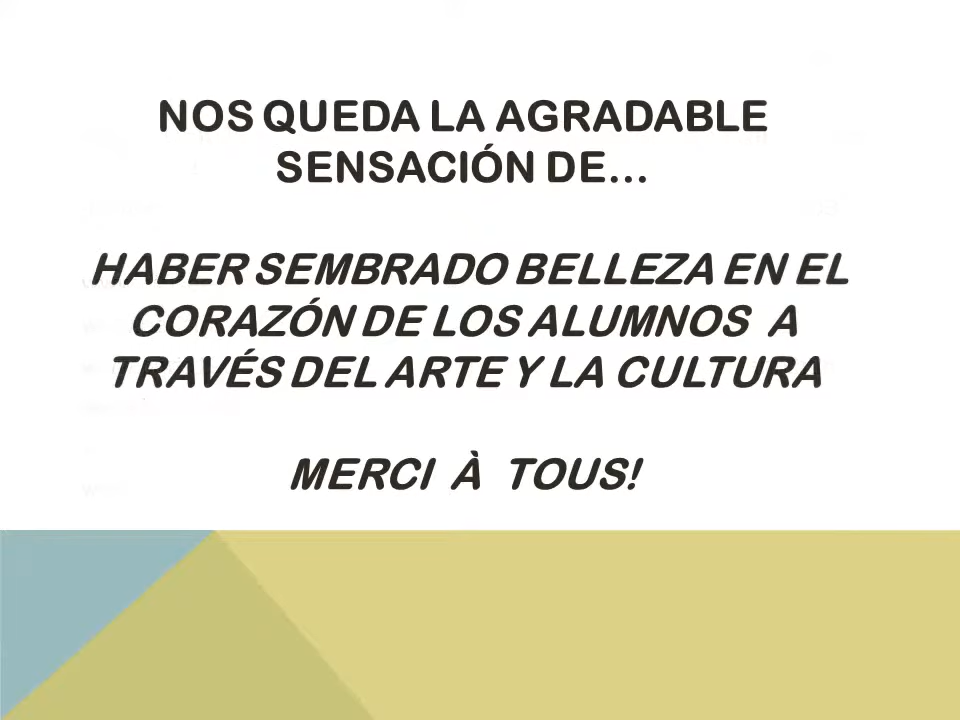 NOS QUEDA LA AGRADABLE
SENSACIÓN DE...
HABER SEMBRADO BELLEZA EN EL
CORAZÓN DE LOS ALUMNOS A
TRAVÉS DEL ARTE Y LA CULTURA
MERCI À TOUS!